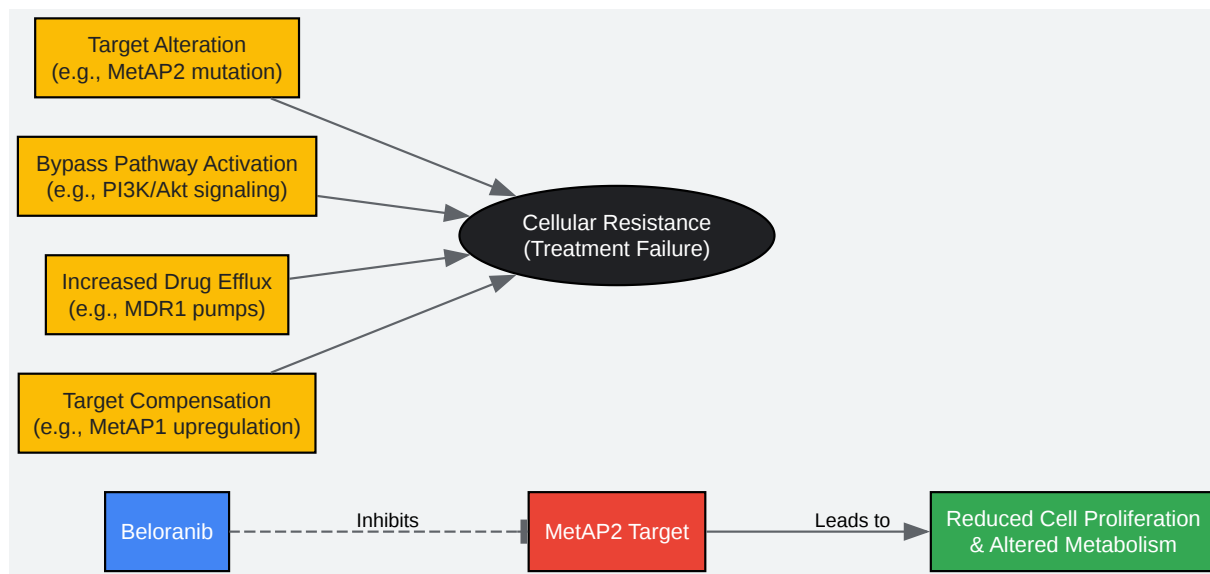 Target Alteration
(e.g., MetAP2 mutation)
Bypass Pathway Activation
(e.g., PI3K/Akt signaling)
Cellular Resistance
(Treatment Failure)
Increased Drug Efflux
(e.g., MDR1 pumps)
Target Compensation
(e.g., MetAP1 upregulation)
Beloranib
Inhibits
MetAP2 Target
Leads to
Reduced Cell Proliferation
& Altered Metabolism